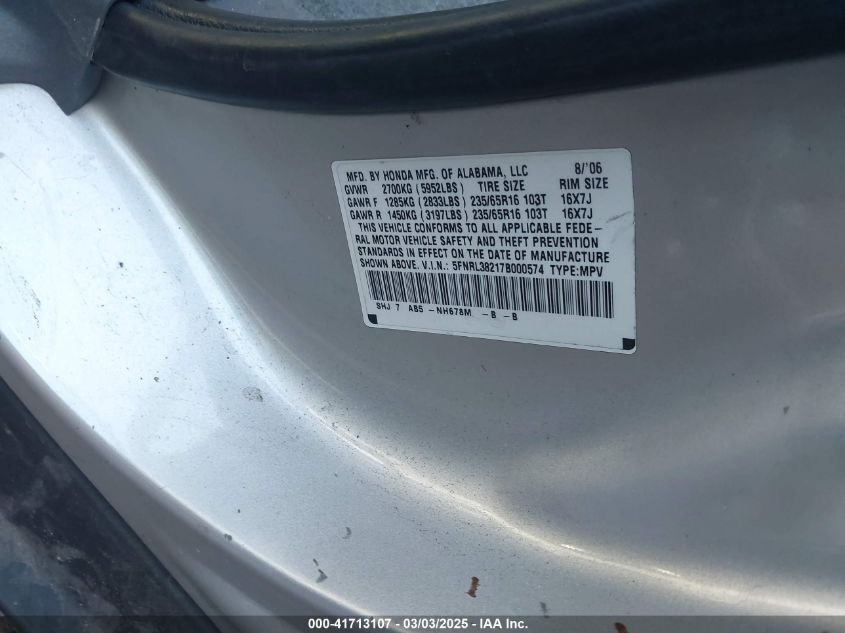 MFD. BY HONDA MFG. OF ALABAMA, LLC 8/'06
GVWR 2700KG (5952LBS) TIRE SIZE RIM SIZE
GAWR F 1285KG (2833LBS) 235/65R16 103T 16X7J
GAWR R 1450KG (3197LBS) 235/65R16 103T 16X7J
THIS VEHICLE CONFORMS TO ALL APPLICABLE FEDE-
RAL MOTOR VEHICLE SAFETY AND THEFT PREVENTION
STANDARDS IN EFFECT ON THE DATE OF MANUFACTURE
SHOWN ABOVE. V.I.N.: 5FNRL38217B000574 TYPE:MPV
SHJ 7 AB5 -NH678M -B -B
000-41713107 - 03/03/2025 - IAA Inc.